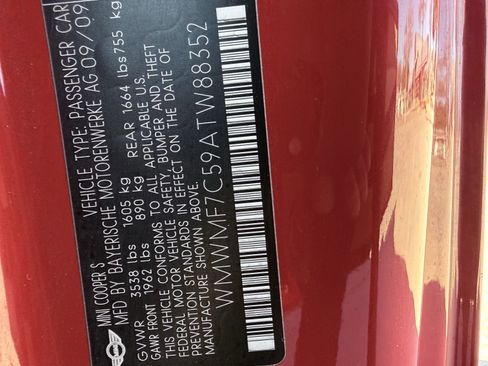 MINI COOPER S VEHICLE TYPE: PASSENGER CAR
MFD BY BAYERISCHE MOTORENWERKE AG 09/09
GVWR 3538 lbs 1605 kg
GAWR FRONT 1962 lbs 890 kg REAR 1664 lbs 755 kg
THIS VEHICLE CONFORMS TO ALL APPLICABLE U.S.
FEDERAL MOTOR VEHICLE SAFETY, BUMPER AND THEFT
PREVENTION STANDARDS IN EFFECT ON THE DATE OF
MANUFACTURE SHOWN ABOVE.
WMWMF7C59ATW88352